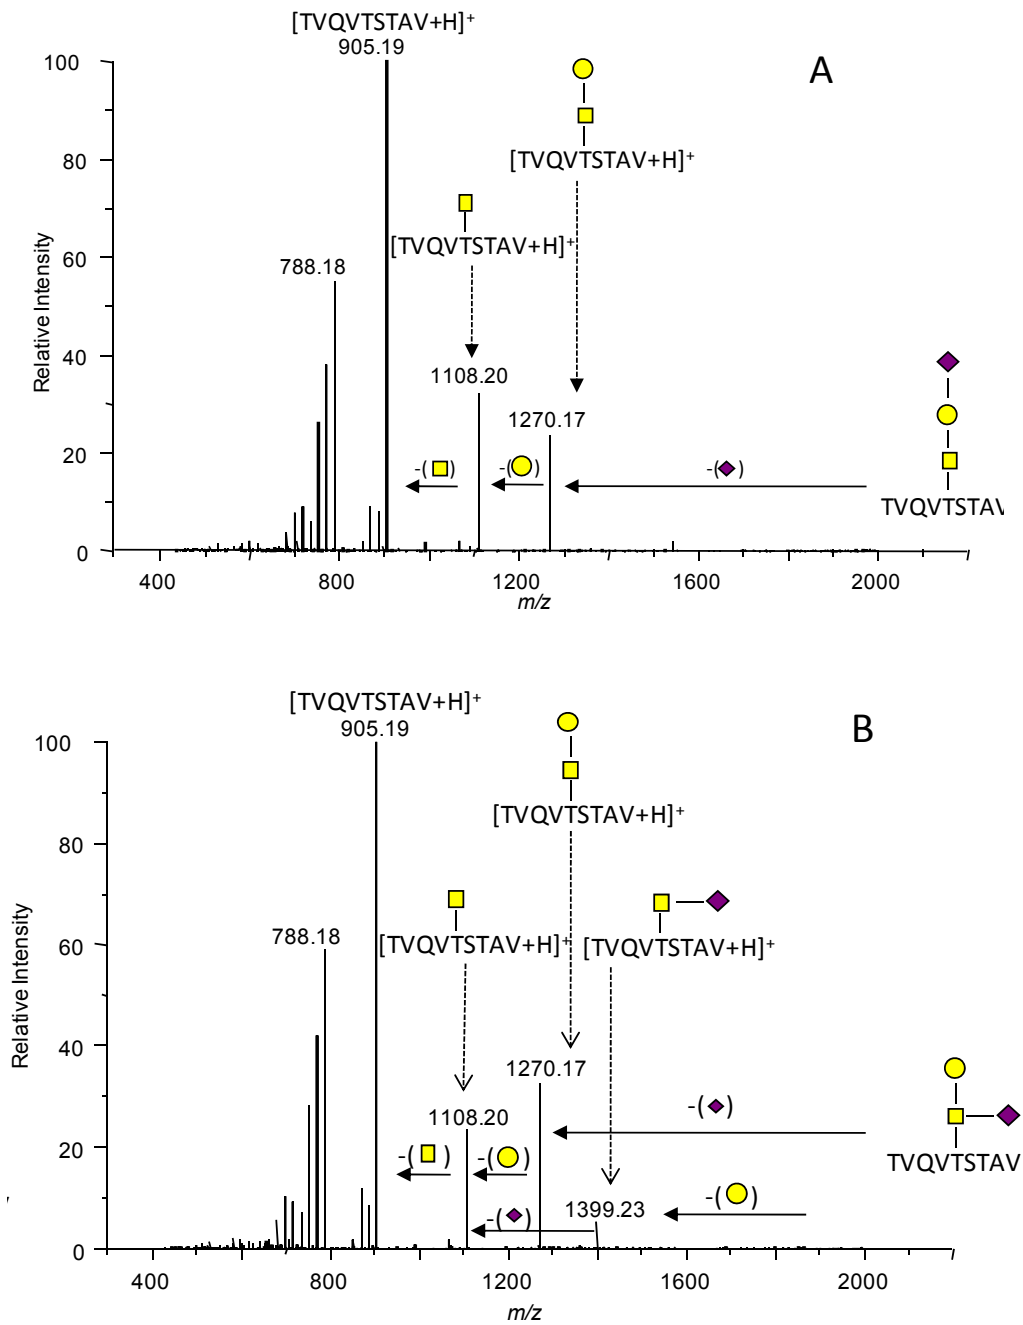 [TVQVTSTAV+H]+
905.19
A
100
[TVQVTSTAV+H]+
80
[TVQVTSTAV+H]+
788.18
60
Relative Intensity
40
1108.20
1270.17
20
-( )
-( )
-( )
TVQVTSTAV
0
400 800 1200 1600 2000
m/z
[TVQVTSTAV+H]+
905.19
B
100
[TVQVTSTAV+H]+
80
788.18
[TVQVTSTAV+H]+
[TVQVTSTAV+H]+
60
Relative Intensity
40
1270.17
1108.20
-( )
TVQVTSTAV
20
-( )
-( )
1399.23
-( )
-( )
0
400 800 1200 1600 2000
m/z